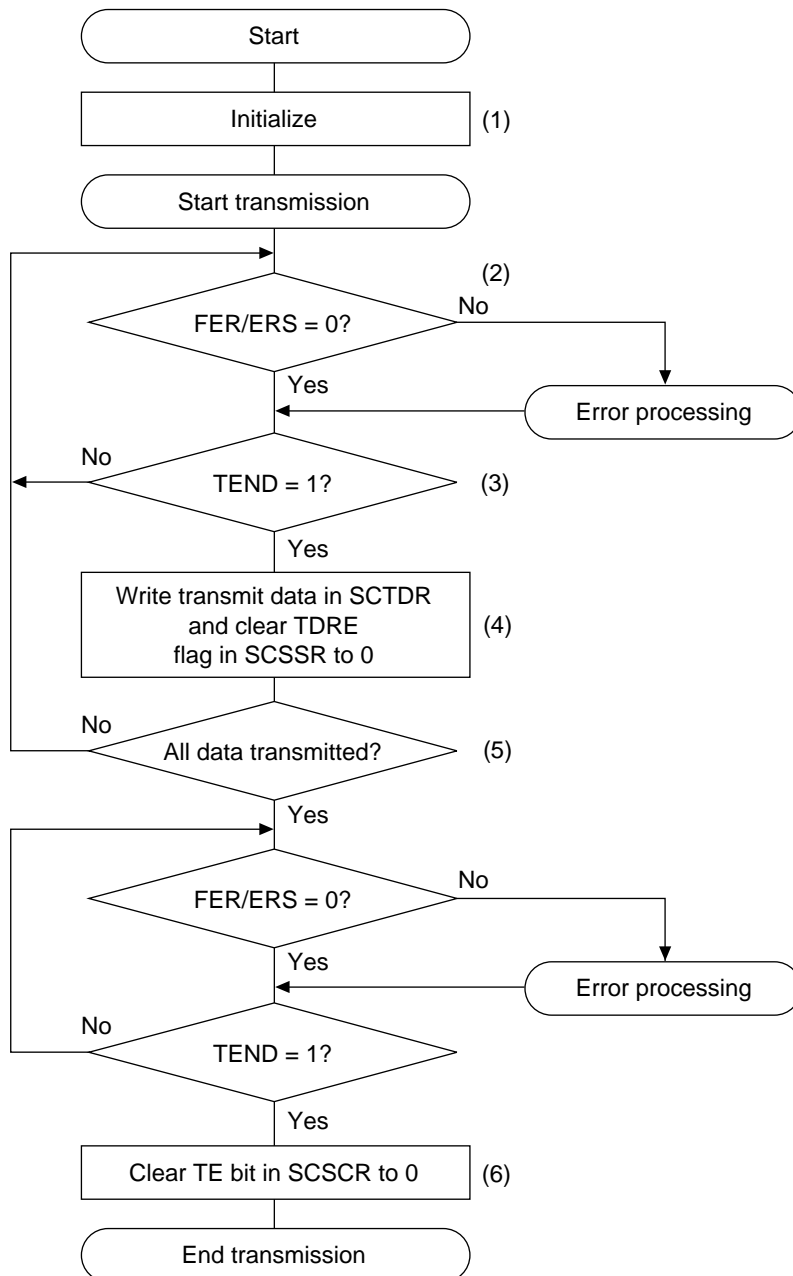 Start
Initialize
(1)
Start transmission
(2)
FER/ERS = 0?
No
Yes
Error processing
No
TEND = 1?
(3)
Yes
Write transmit data in SCTDR
and clear TDRE
flag in SCSSR to 0
(4)
No
All data transmitted?
(5)
Yes
FER/ERS = 0?
No
Yes
Error processing
No
TEND = 1?
Yes
Clear TE bit in SCSCR to 0
(6)
End transmission